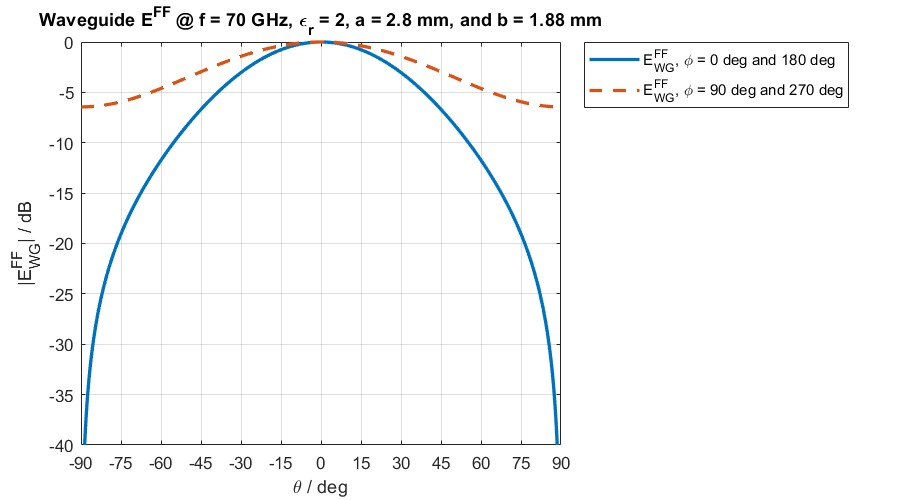 Waveguide E^FF @ f = 70 GHz, ϵ_r = 2, a = 2.8 mm, and b = 1.88 mm
E^FF_WG, ϕ = 0 deg and 180 deg
E^FF_WG, ϕ = 90 deg and 270 deg
|E^FF_WG| / dB
0
-5
-10
-15
-20
-25
-30
-35
-40
-90 -75 -60 -45 -30 -15 0 15 30 45 60 75 90
θ / deg